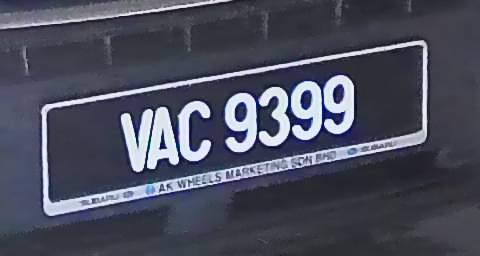 VAC 9399
SUBARU AK WHEELS MARKETING SDN BHD SUBARU